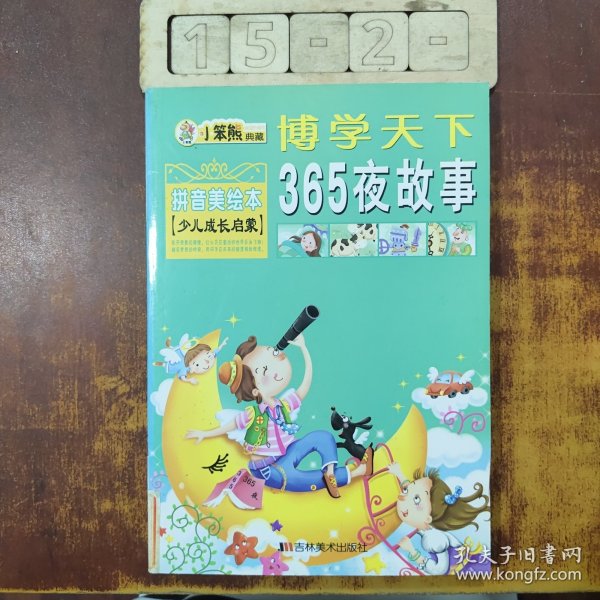 15-2-
小笨熊
典藏
博学天下
365夜故事
拼音美绘本
【少儿成长启蒙】
365
夜
吉林美术出版社
孔夫子旧书网
www.kongfz.com